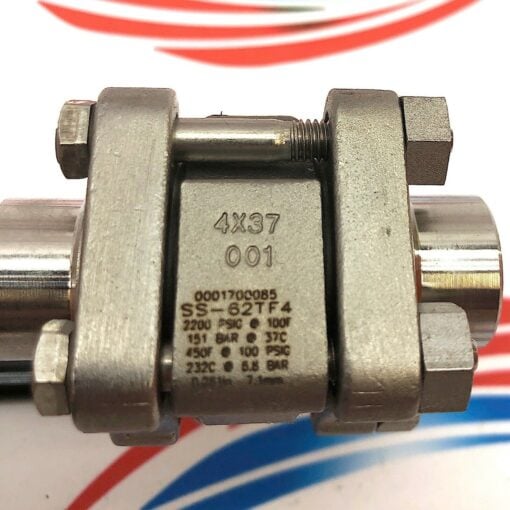 4X37
001
0001700085
SS-62TF4
2200 PSIG @ 100F
151 BAR @ 37C
450F @ 100 PSIG
232C @ 6.8 BAR
0.281in 7.1mm